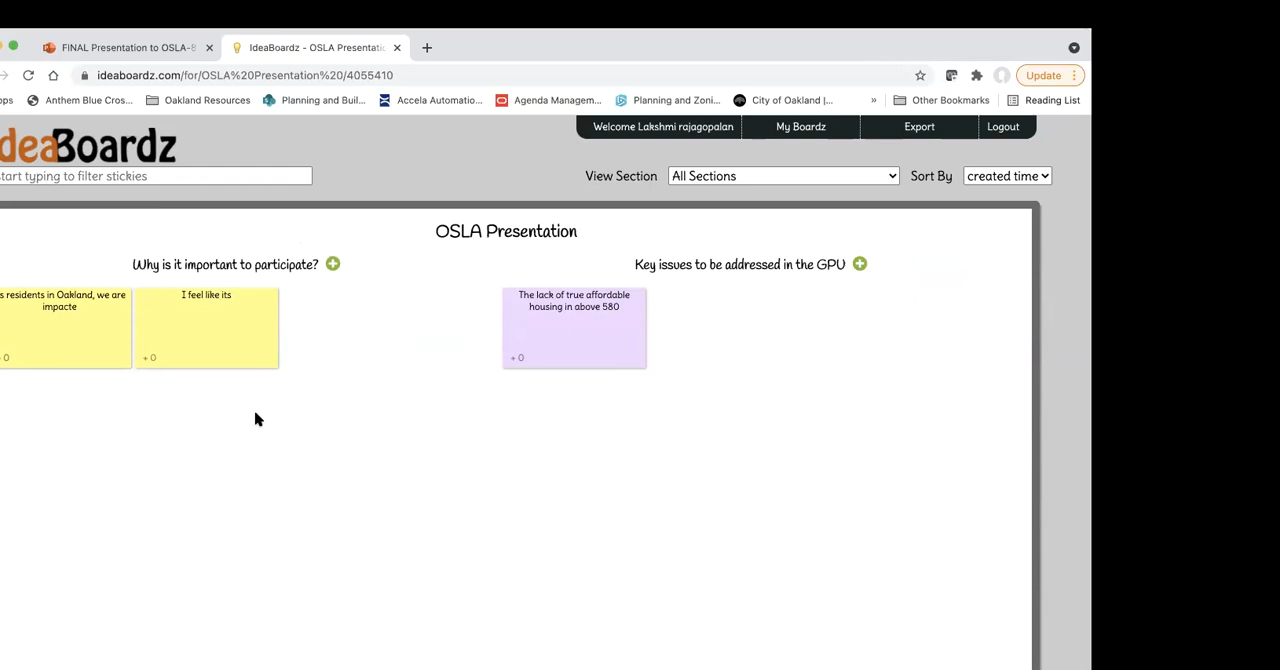 FINAL Presentation to OSLA-8
IdeaBoardz - OSLA Presentatic
ideaboardz.com/for/OSLA%20Presentation%20/4055410
Update
Anthem Blue Cros...
Oakland Resources
Planning and Buil...
Accela Automatio...
Agenda Managem...
Planning and Zoni...
City of Oakland |...
»
Other Bookmarks
Reading List
deaBoardz
Welcome Lakshmi rajagopalan
My Boardz
Export
Logout
tart typing to filter stickies
View Section
All Sections
Sort By
created time
OSLA Presentation
Why is it important to participate?
Key issues to be addressed in the GPU
s residents in Oakland, we are
impacte
0
I feel like its
+ 0
The lack of true affordable
housing in above 580
+ 0